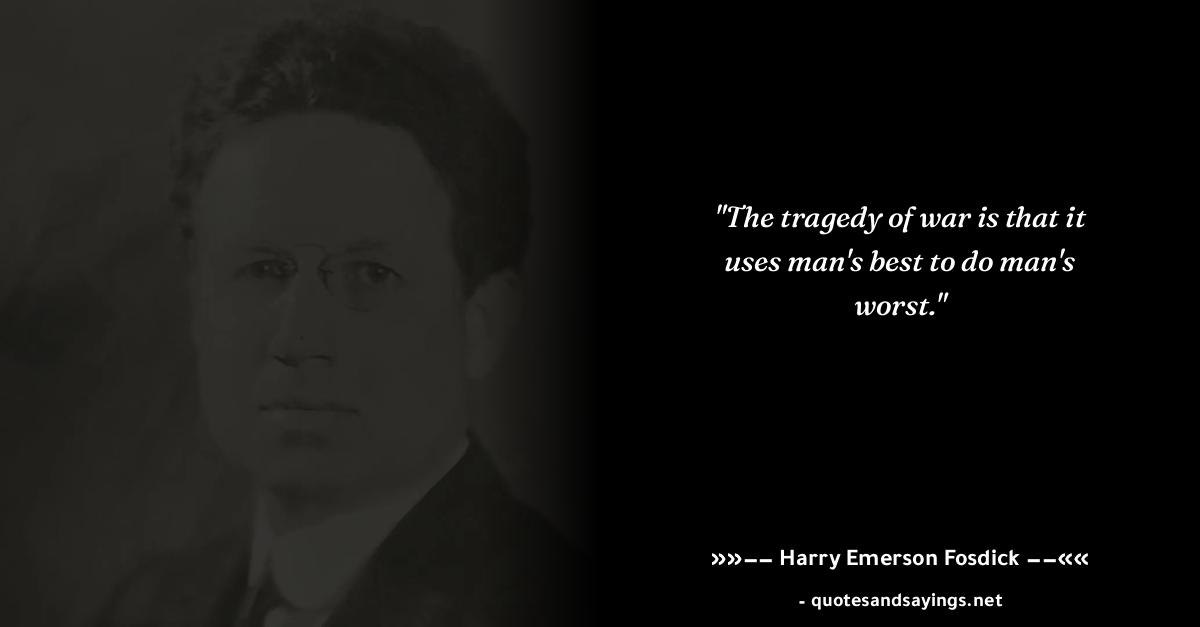 "The tragedy of war is that it
uses man's best to do man's
worst."
»»−− Harry Emerson Fosdick −−««
- quotesandsayings.net